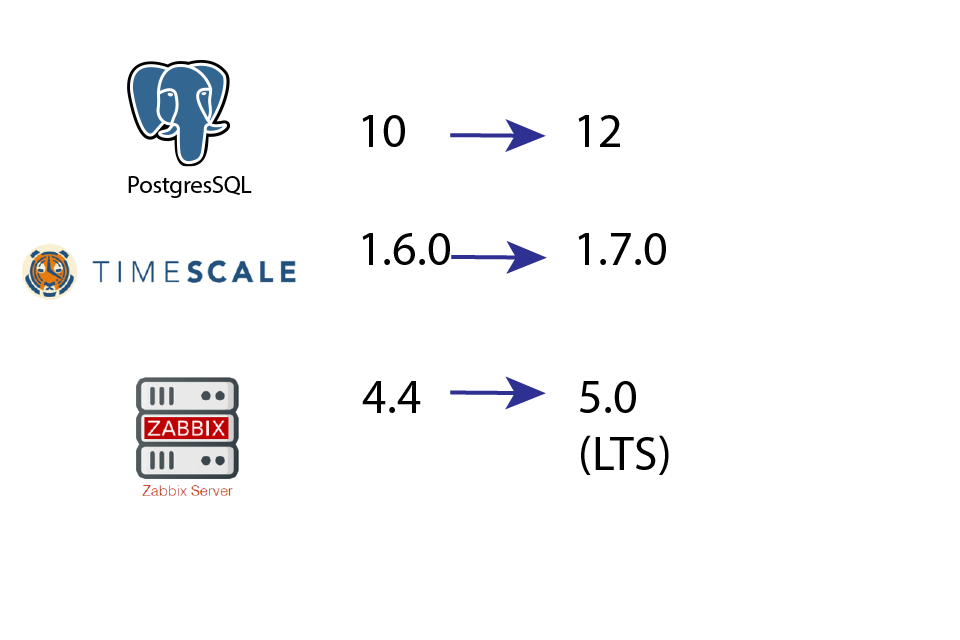 10
12
PostgresSQL
1.6.0
1.7.0
TIMESCALE
4.4
5.0
(LTS)
ZABBIX
Zabbix Server